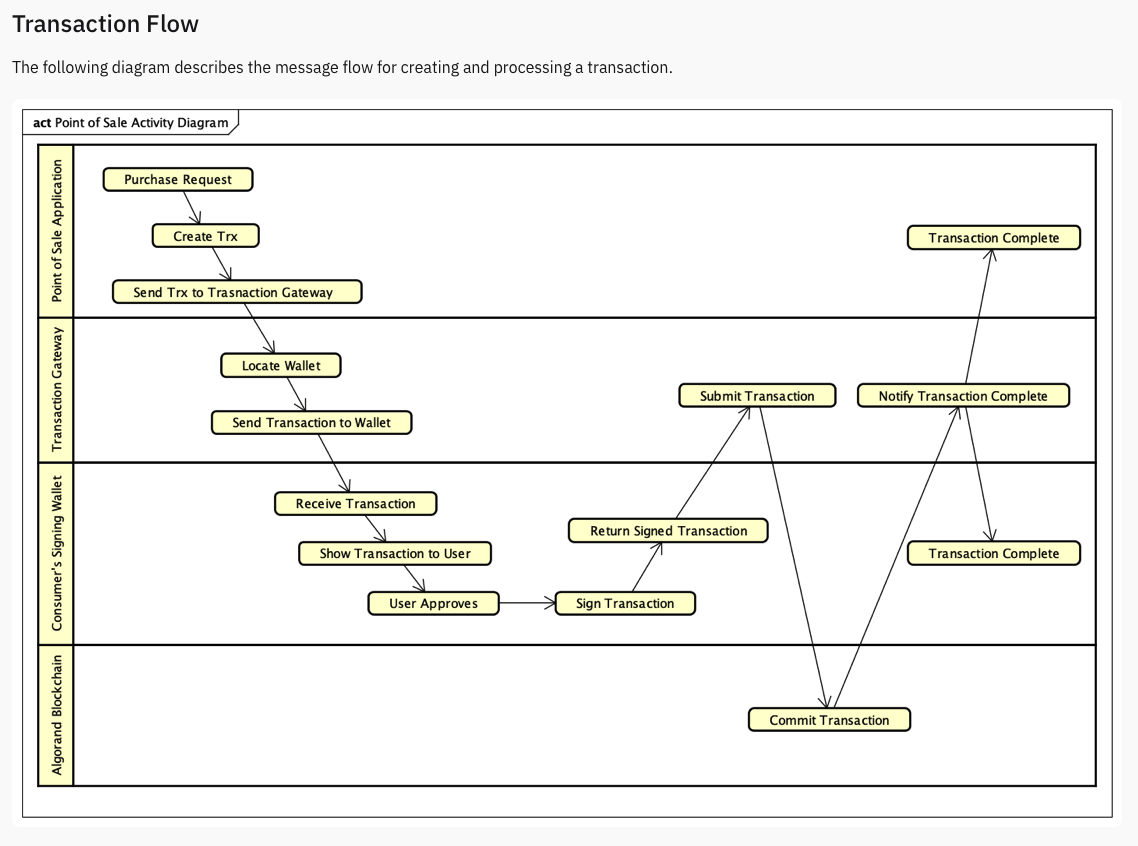 Transaction Flow
The following diagram describes the message flow for creating and processing a transaction.
act Point of Sale Activity Diagram
Point of Sale Application
Purchase Request
Create Trx
Transaction Complete
Send Trx to Trasnaction Gateway
Transaction Gateway
Locate Wallet
Submit Transaction
Notify Transaction Complete
Send Transaction to Wallet
Consumer's Signing Wallet
Receive Transaction
Return Signed Transaction
Show Transaction to User
Transaction Complete
User Approves
Sign Transaction
Algorand Blockchain
Commit Transaction